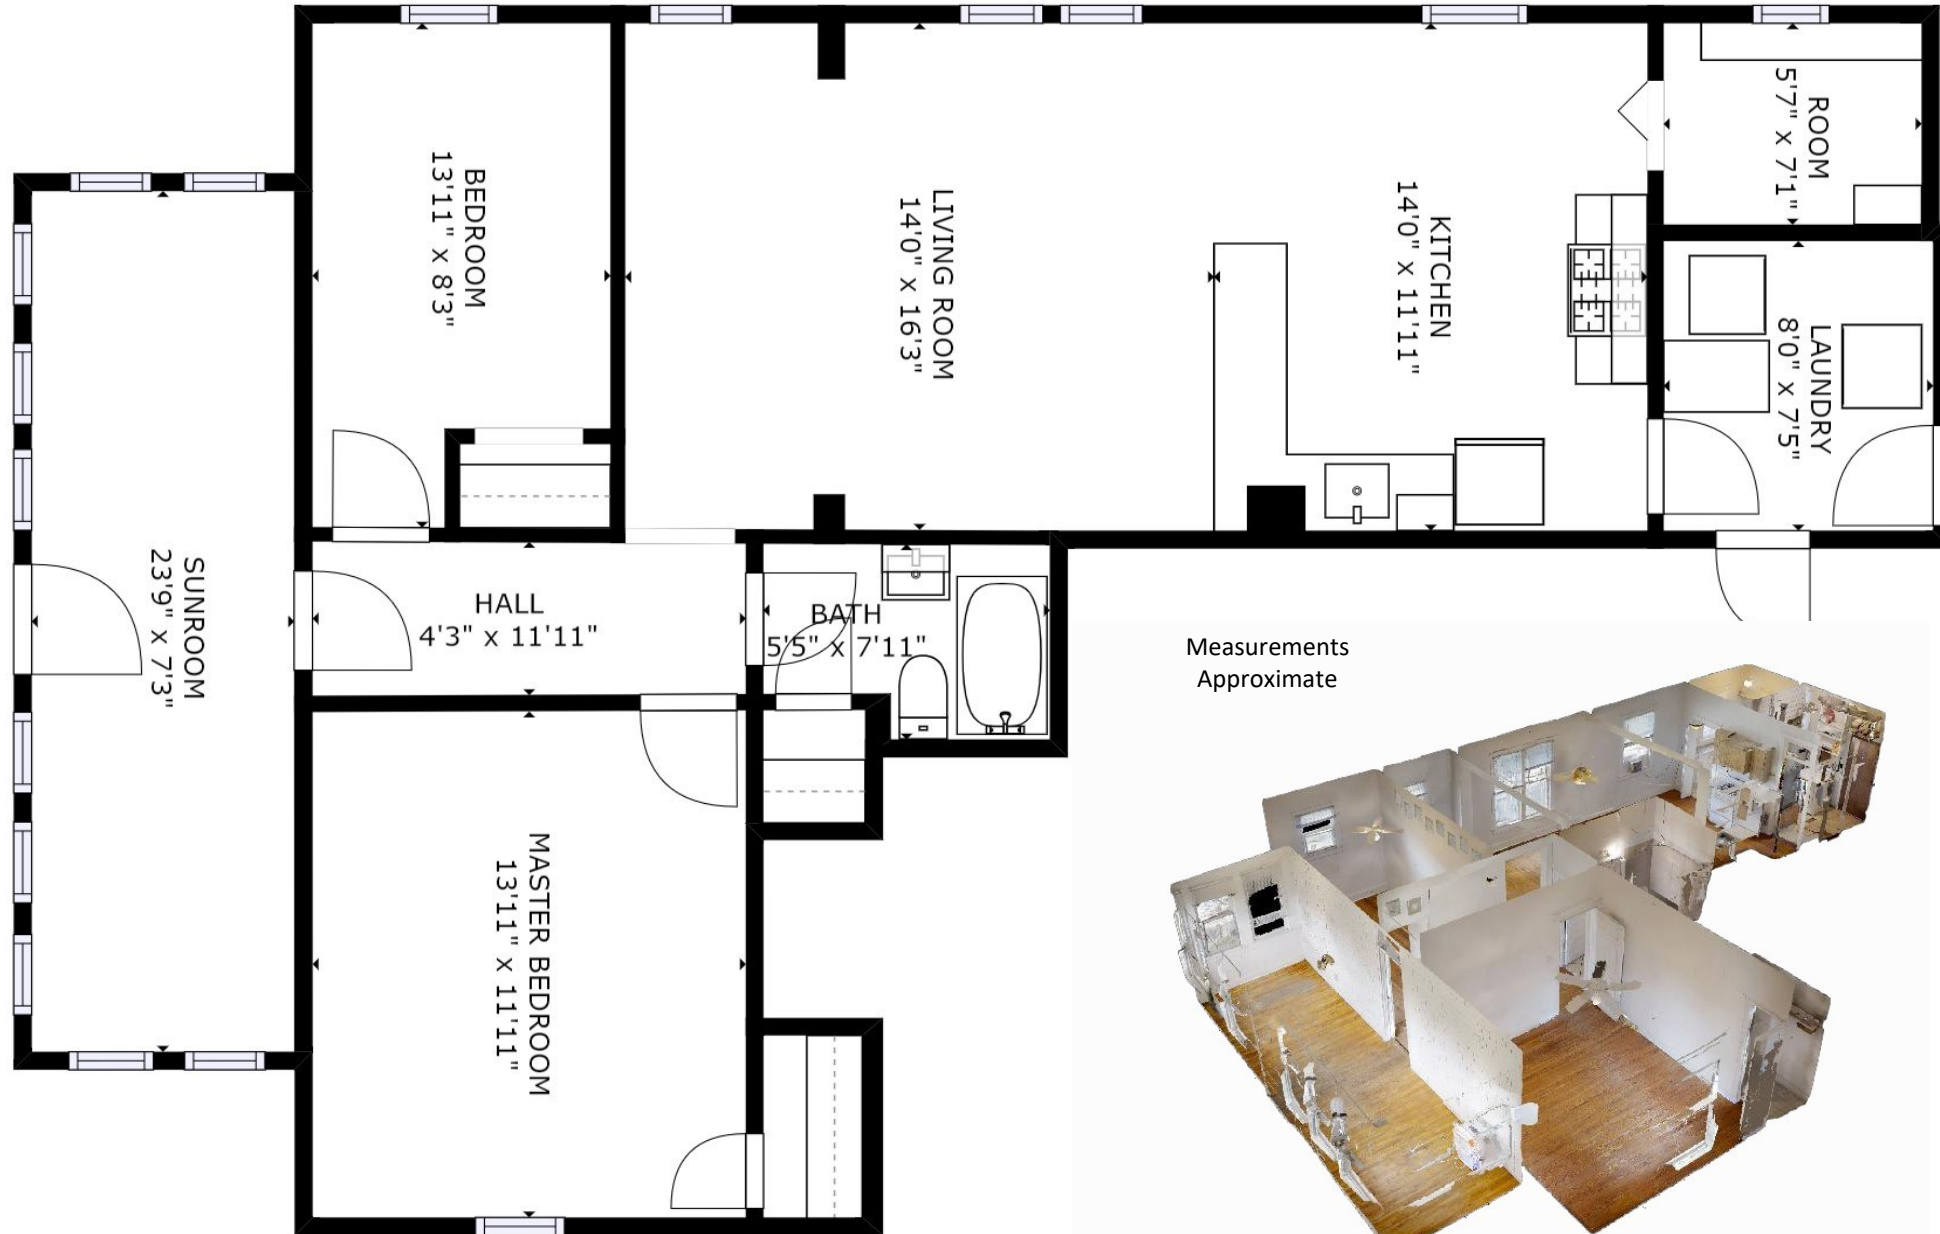 BEDROOM
13'11" x 8'3"
LIVING ROOM
14'0" x 16'3"
KITCHEN
14'0" x 11'11"
ROOM
5'7" x 7'1"
LAUNDRY
8'0" x 7'5"
SUNROOM
23'9" x 7'3"
HALL
4'3" x 11'11"
BATH
5'5" x 7'11"
MASTER BEDROOM
13'11" x 11'11"
Measurements
Approximate